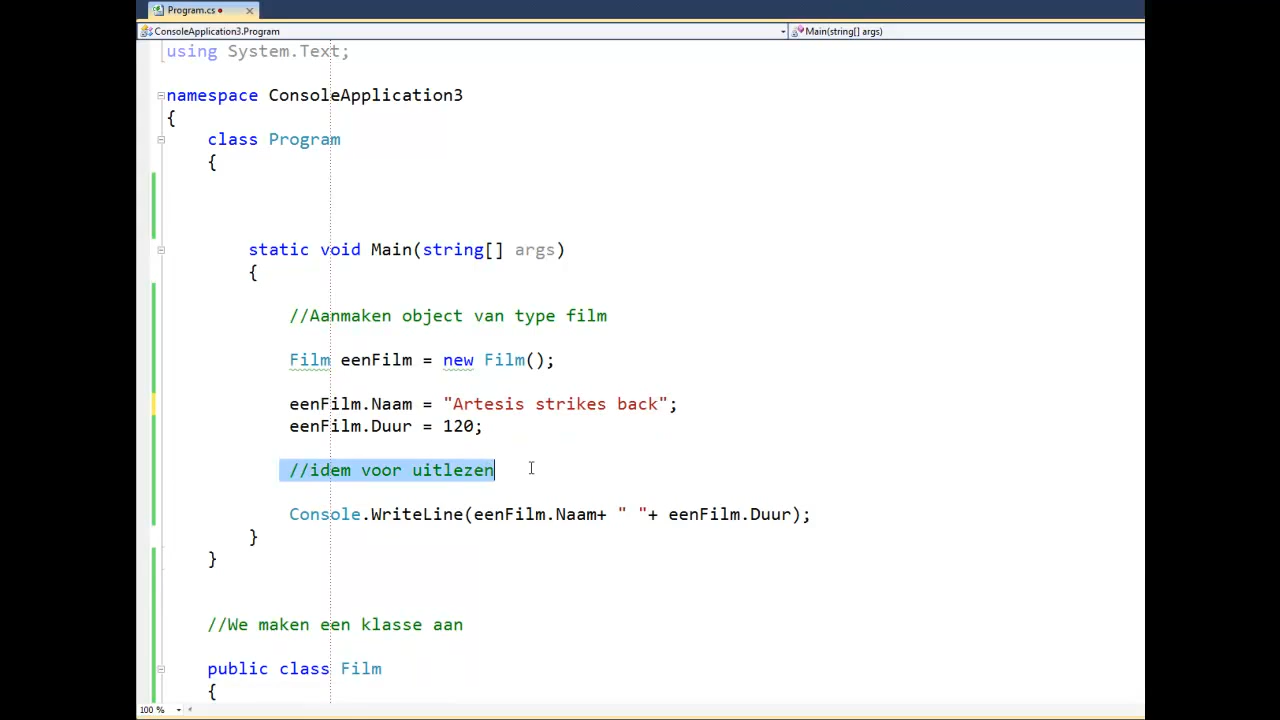 Program.cs
ConsoleApplication3.Program
Main(string[] args)
using System.Text;
namespace ConsoleApplication3
{
class Program
{
static void Main(string[] args)
{
//Aanmaken object van type film
Film eenFilm = new Film();
eenFilm.Naam = "Artesis strikes back";
eenFilm.Duur = 120;
//idem voor uitlezen
Console.WriteLine(eenFilm.Naam+ " "+ eenFilm.Duur);
}
}
//We maken een klasse aan
public class Film
{
100 %